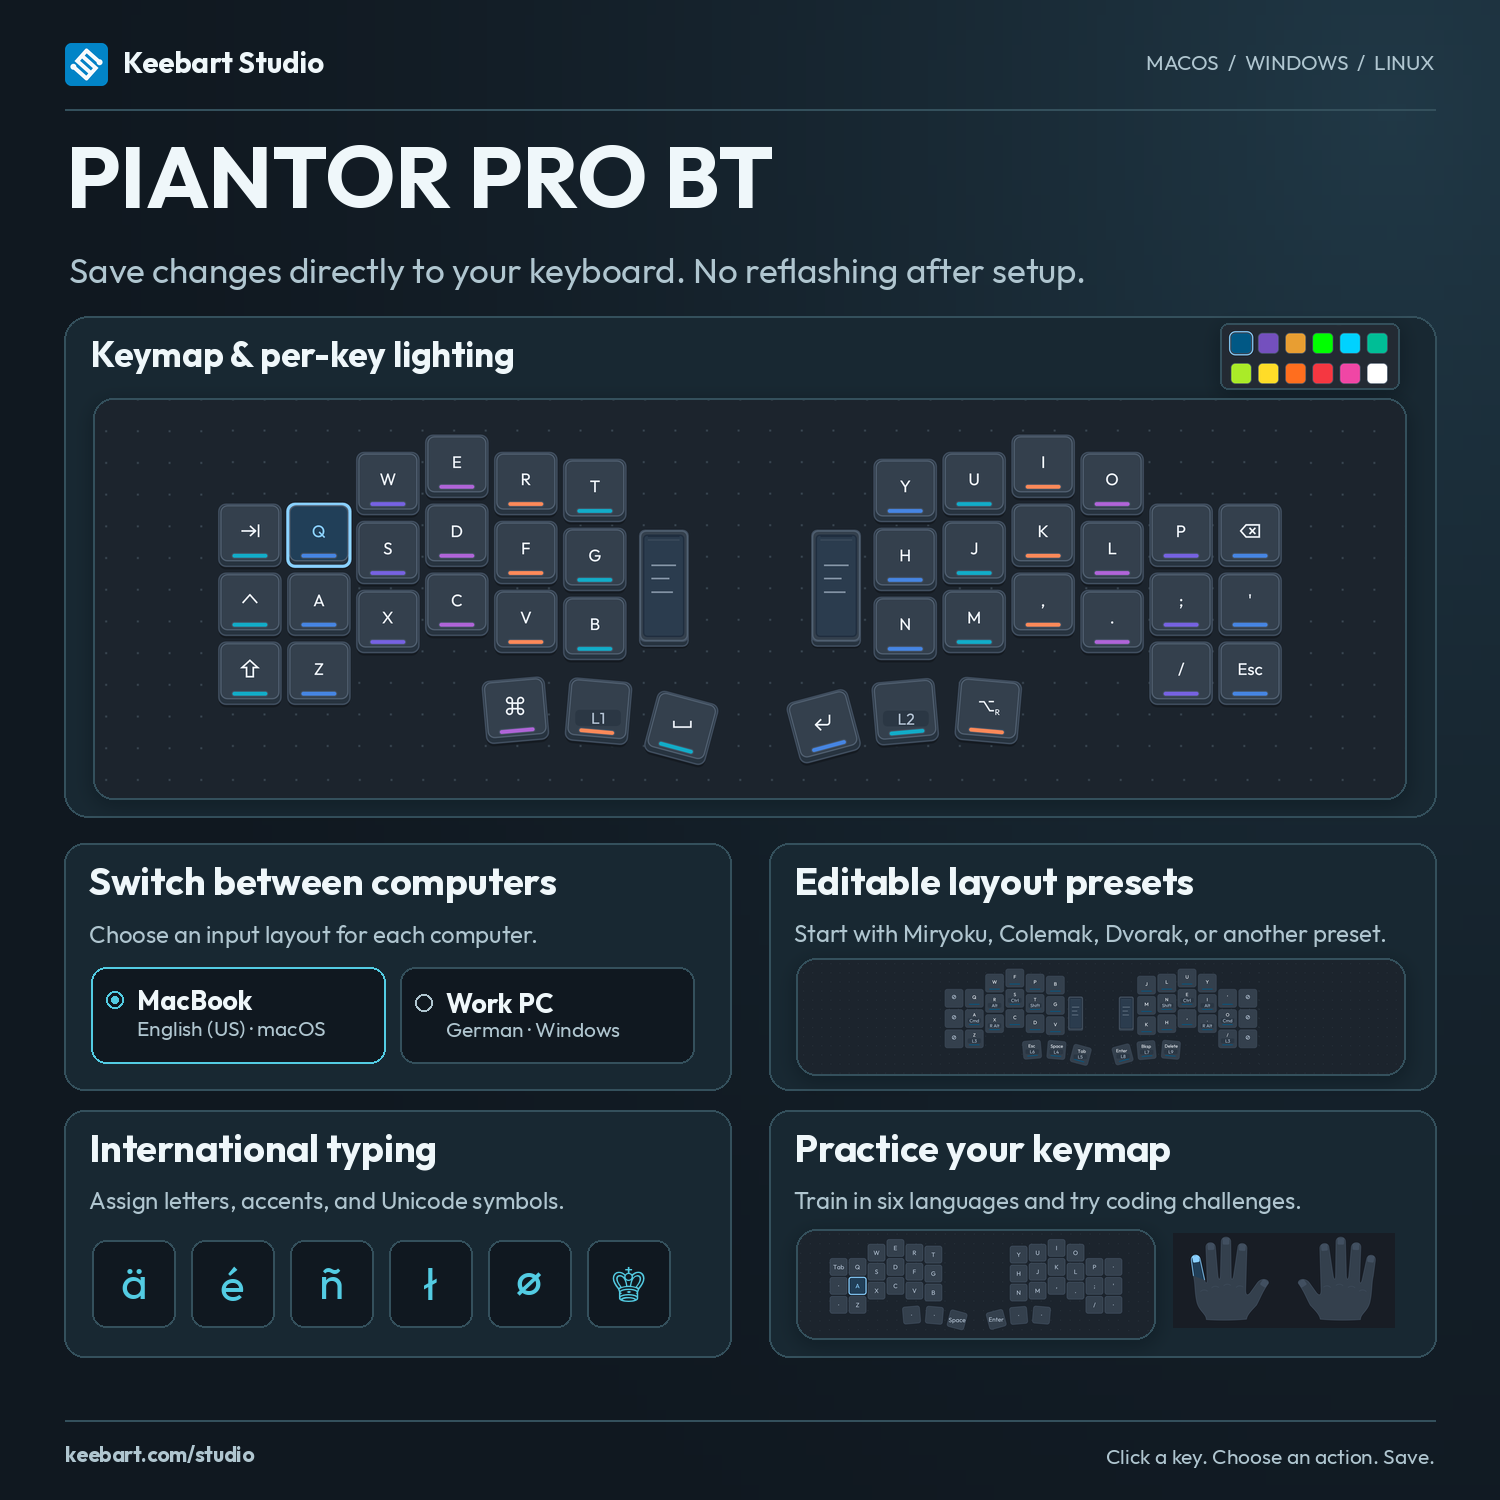 Keebart Studio
MACOS / WINDOWS / LINUX
PIANTOR PRO BT
Save changes directly to your keyboard. No reflashing after setup.
Keymap & per-key lighting
W E R T Y U I O
Q S D F G H J K L P
A X C V B N M , . ; '
Z / Esc
⌘ L1 L2 ⌥R
Switch between computers
Choose an input layout for each computer.
MacBook
English (US) · macOS
Work PC
German · Windows
Editable layout presets
Start with Miryoku, Colemak, Dvorak, or another preset.
International typing
Assign letters, accents, and Unicode symbols.
ä é ñ ł ø ♚
Practice your keymap
Train in six languages and try coding challenges.
W E R T Y U I O
Tab Q S D F G H J K L P
A X C V B N M
Z /
Space Enter
keebart.com/studio
Click a key. Choose an action. Save.